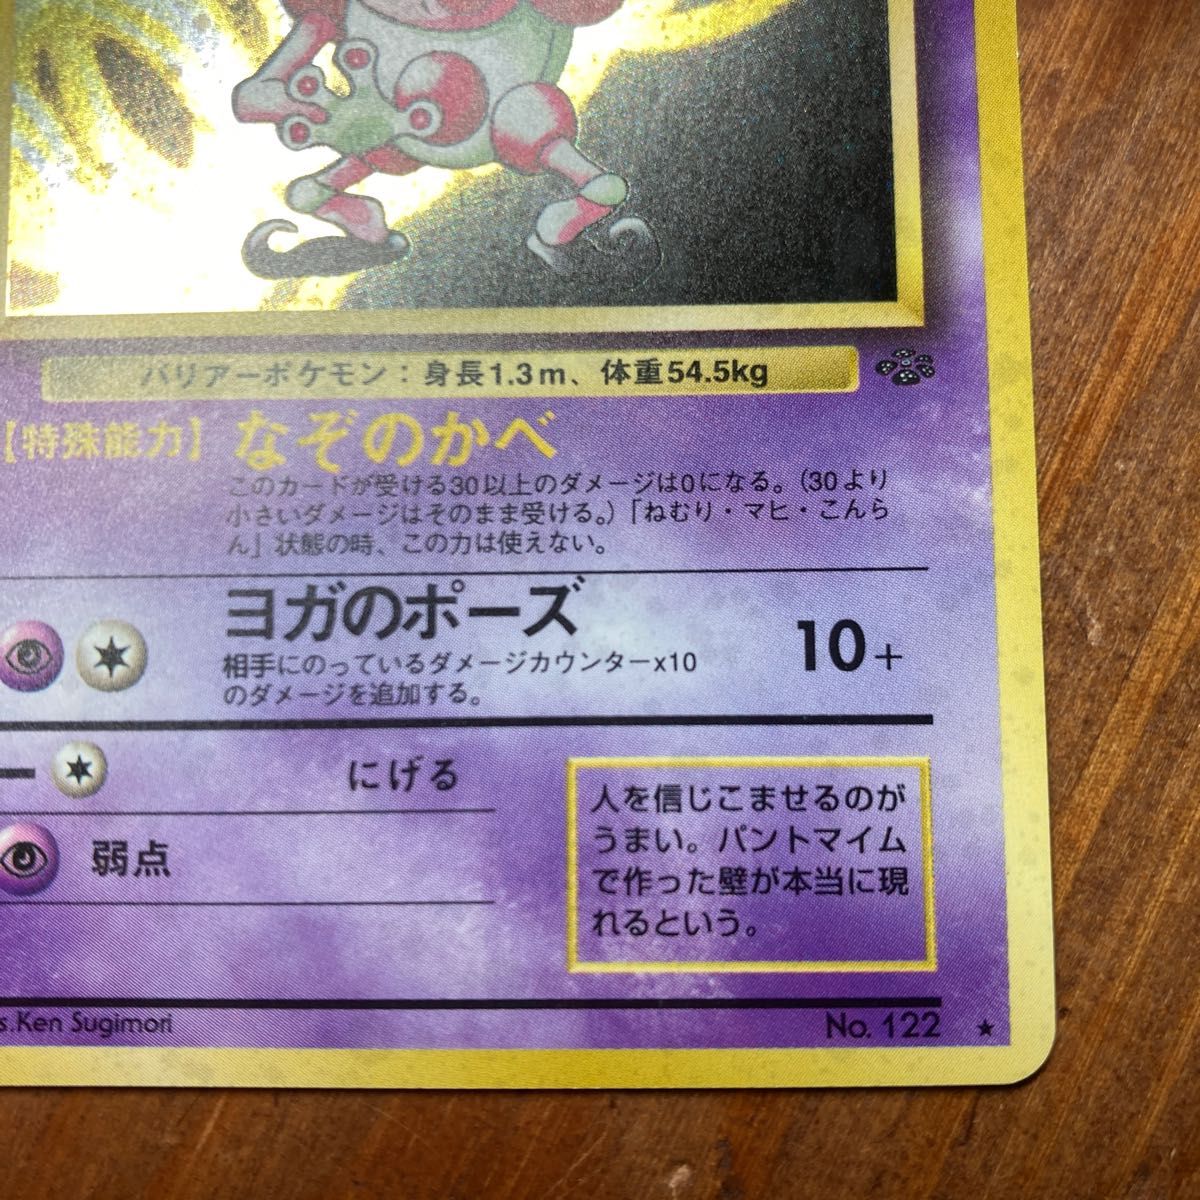 バリアーポケモン：身長1.3m、体重54.5kg
【特殊能力】なぞのかべ
このカードが受ける30以上のダメージは0になる。（30より
小さいダメージはそのまま受ける。）「ねむり・マヒ・こんら
ん」状態の時、この力は使えない。
ヨガのポーズ
10+
相手にのっているダメージカウンターx10
のダメージを追加する。
にげる
弱点
人を信じこませるのが
うまい。パントマイム
で作った壁が本当に現
れるという。
s.Ken Sugimori
No. 122 ★